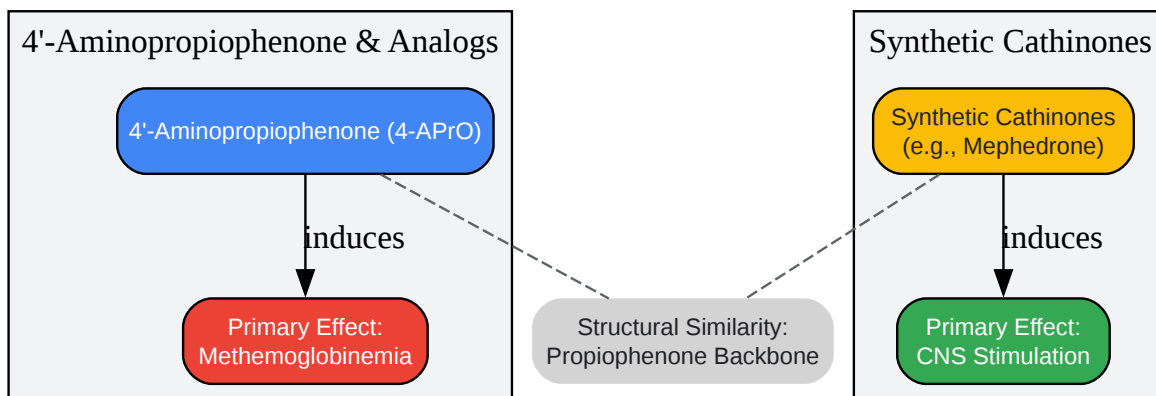 4'-Aminopropiophenone & Analogs
Synthetic Cathinones
4'-Aminopropiophenone (4-APrO)
Synthetic Cathinones
(e.g., Mephedrone)
induces
induces
Primary Effect:
Methemoglobinemia
Structural Similarity:
Propiophenone Backbone
Primary Effect:
CNS Stimulation